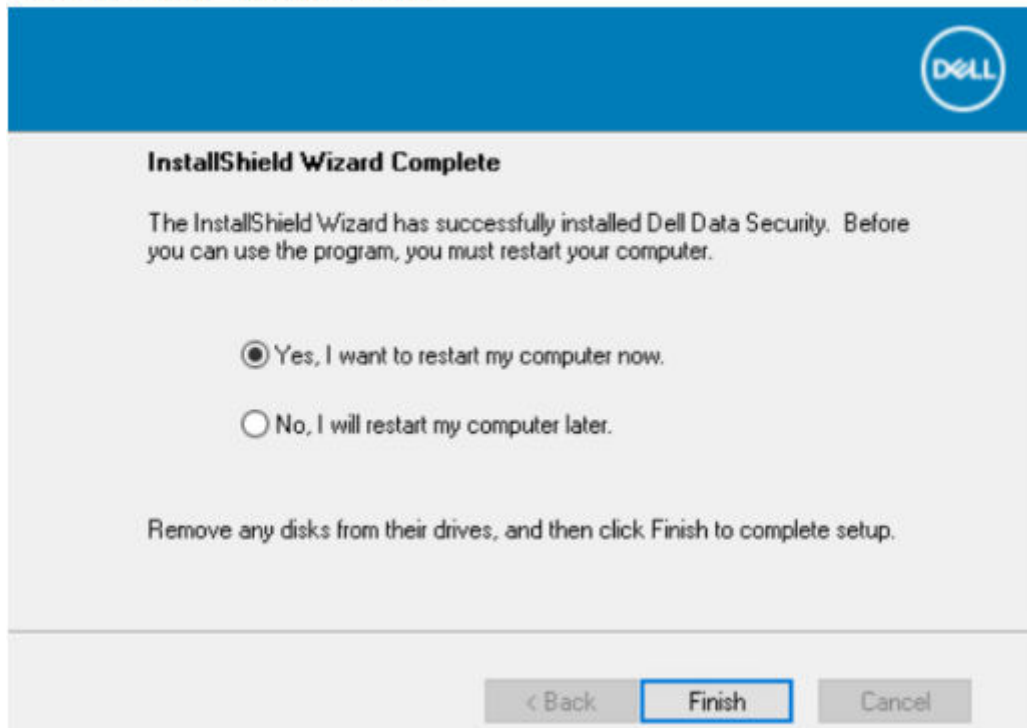 DELL
InstallShield Wizard Complete
The InstallShield Wizard has successfully installed Dell Data Security. Before
you can use the program, you must restart your computer.
Yes, I want to restart my computer now.
No, I will restart my computer later.
Remove any disks from their drives, and then click Finish to complete setup.
< Back Finish Cancel